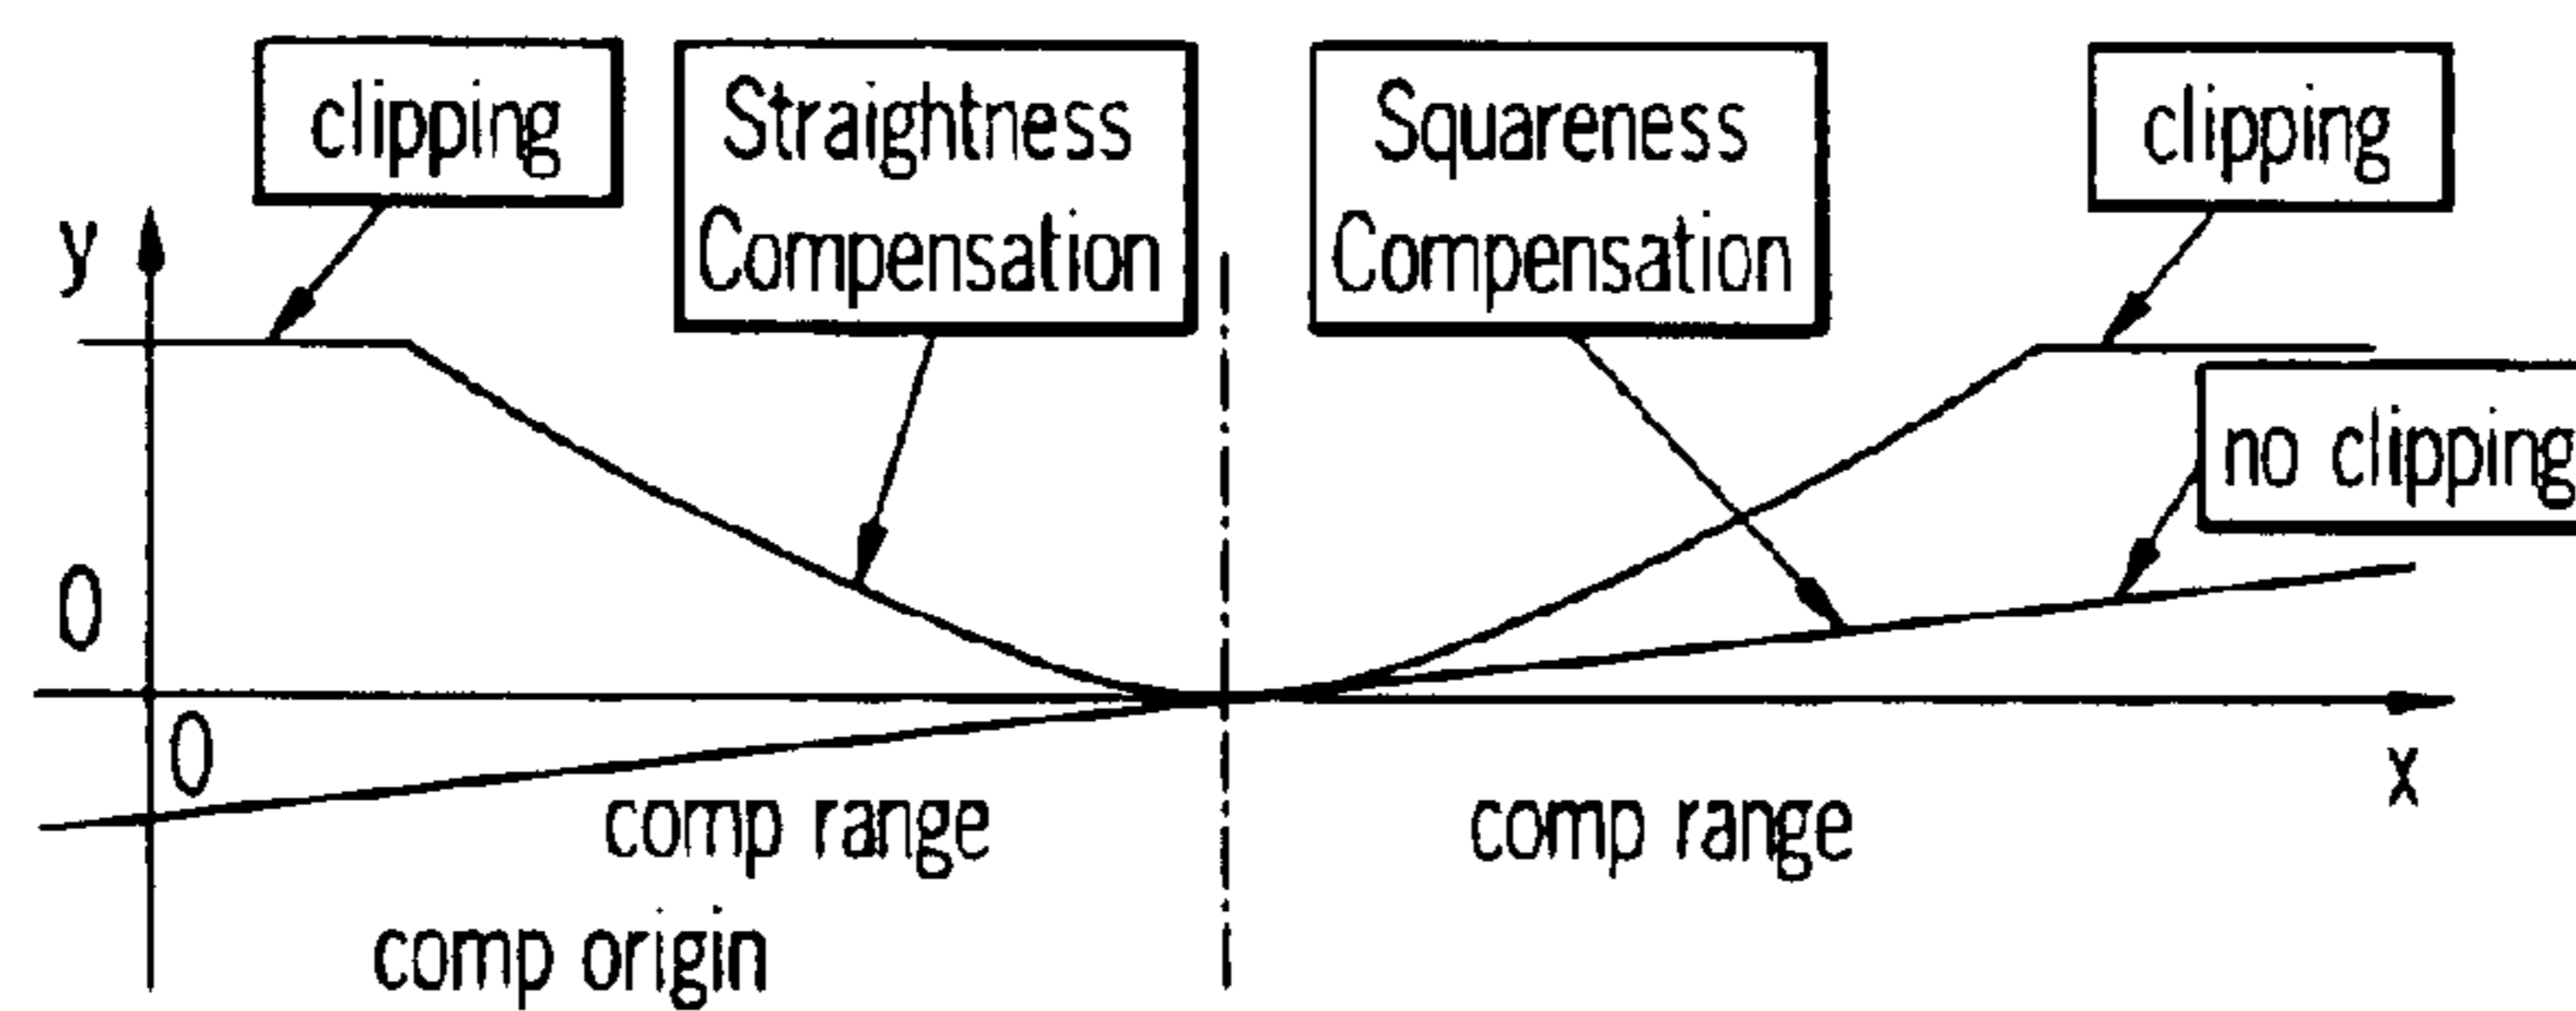 clipping
Straightness
Compensation
Squareness
Compensation
clipping
y
no clipping
0
0
x
comp range
comp range
comp origin